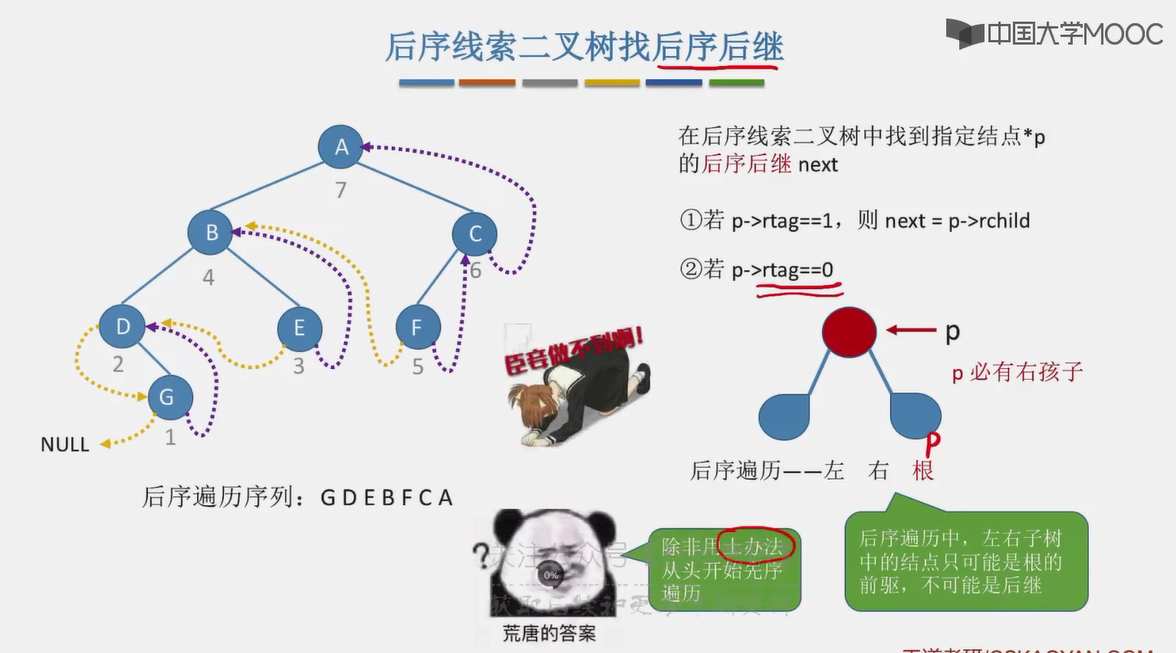 中国大学MOOC
后序线索二叉树找后序后继
在后序线索二叉树中找到指定结点*p
的后序后继 next
①若 p->rtag==1，则 next = p->rchild
②若 p->rtag==0
A
7
B
4
C
6
D
2
E
3
F
5
G
1
NULL
后序遍历序列：G D E B F C A
臣妾做不到啊！
p
p 必有右孩子
P
后序遍历——左 右 根
?
0%
荒唐的答案
除非用土办法
从头开始先序
遍历
后序遍历中，左右子树
中的结点只可能是根的
前驱，不可能是后继